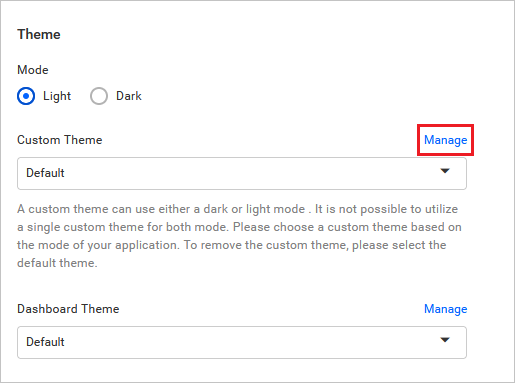 Theme
Mode
Light Dark
Custom Theme Manage
Default
A custom theme can use either a dark or light mode . It is not possible to utilize
a single custom theme for both mode. Please choose a custom theme based on
the mode of your application. To remove the custom theme, please select the
default theme.
Dashboard Theme Manage
Default